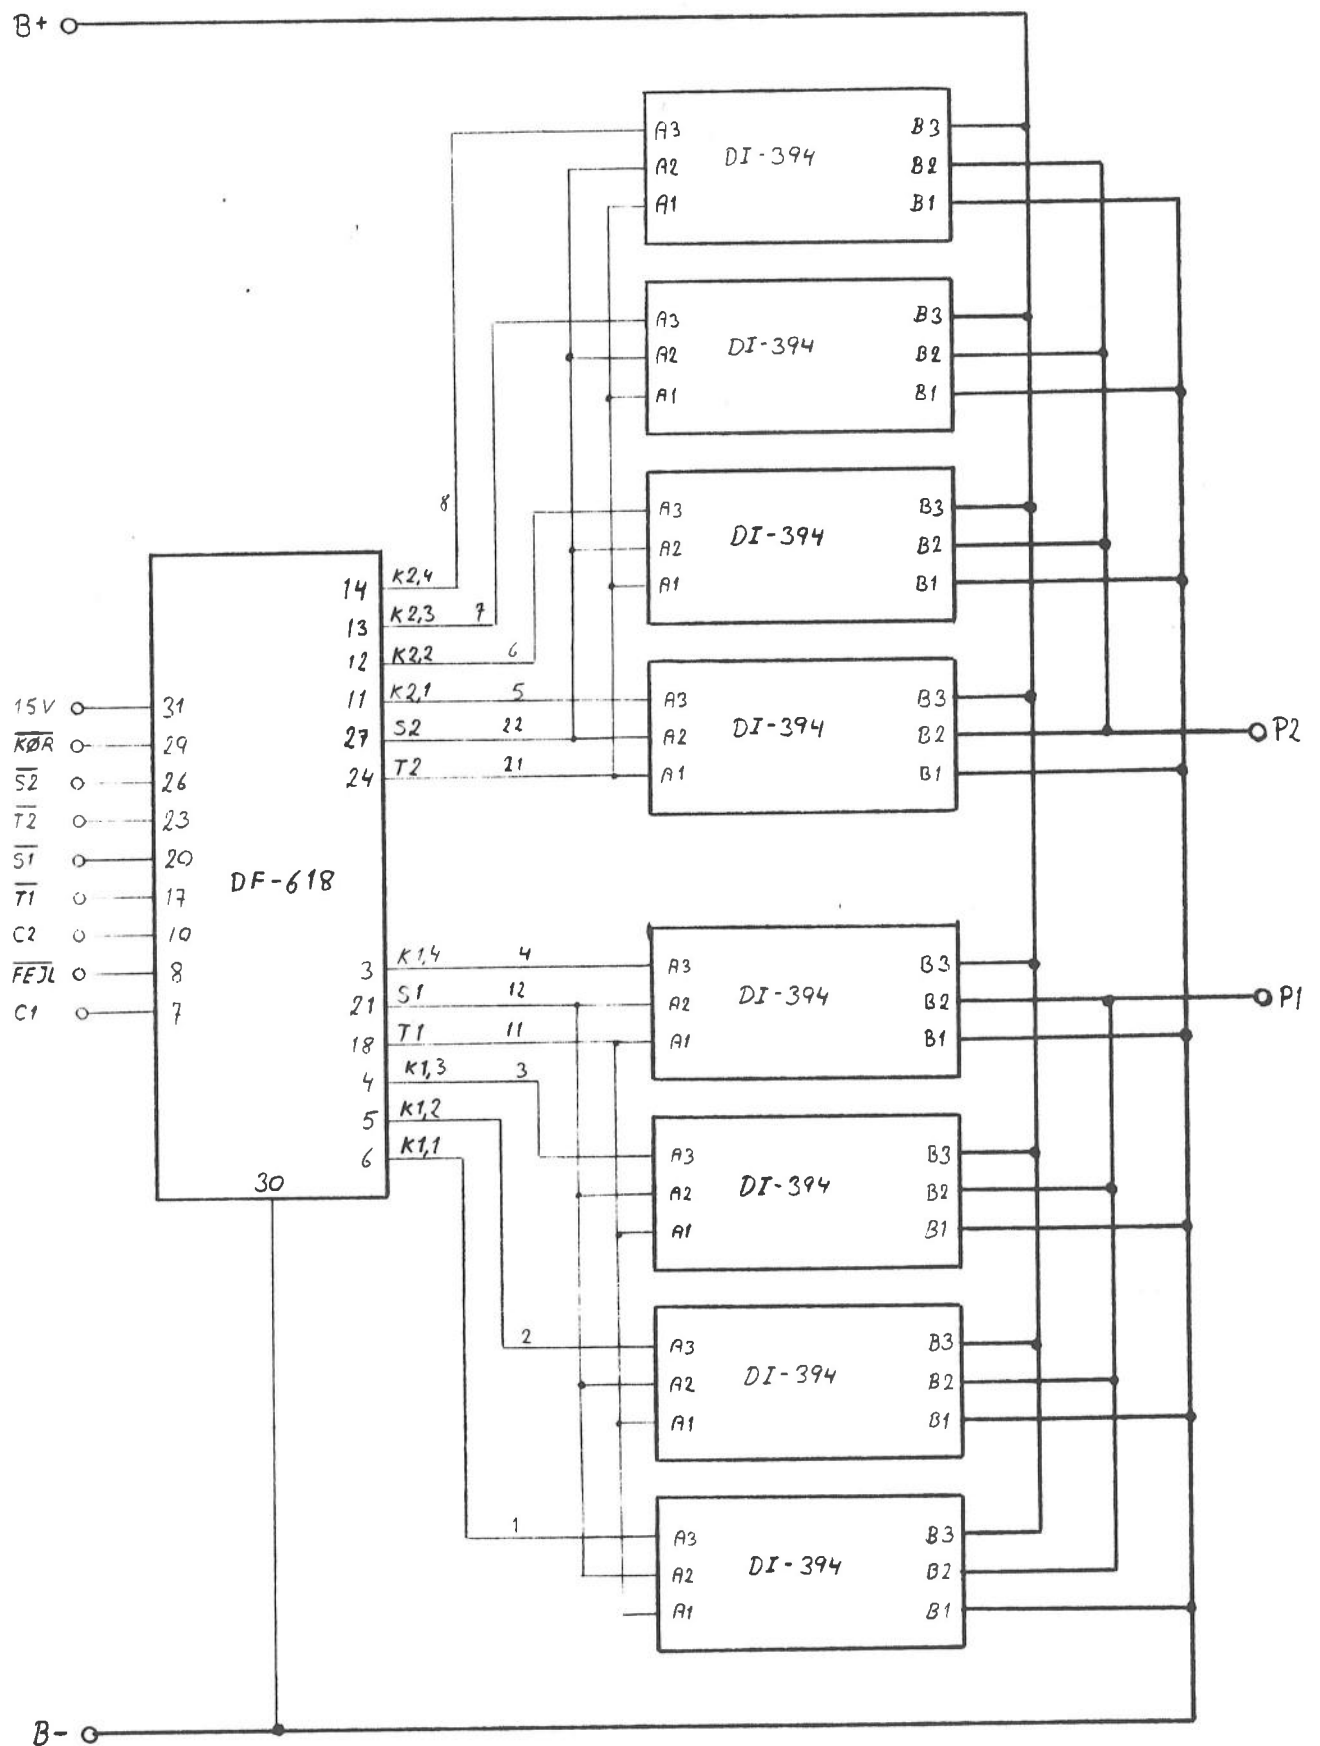 B+
A3 DI-394 B3
A2 B2
A1 B1
A3 DI-394 B3
A2 B2
A1 B1
8
A3 DI-394 B3
A2 B2
A1 B1
14 K2,4
13 K2,3 7
12 K2,2 6
11 K2,1 5
27 S2 22
24 T2 21
A3 DI-394 B3
A2 B2
A1 B1
P2
15V 31
K̅Ø̅R̅ 29
S̅2̅ 26
T̅2̅ 23
S̅1̅ 20
T̅1̅ 17
C2 10
F̅E̅J̅L̅ 8
C1 7
DF-618
3 K1,4 4
21 S1 12
18 T1 11
4 K1,3 3
5 K1,2
6 K1,1
30
A3 DI-394 B3
A2 B2
A1 B1
P1
A3 DI-394 B3
A2 B2
A1 B1
2
A3 DI-394 B3
A2 B2
A1 B1
1
A3 DI-394 B3
A2 B2
A1 B1
B-